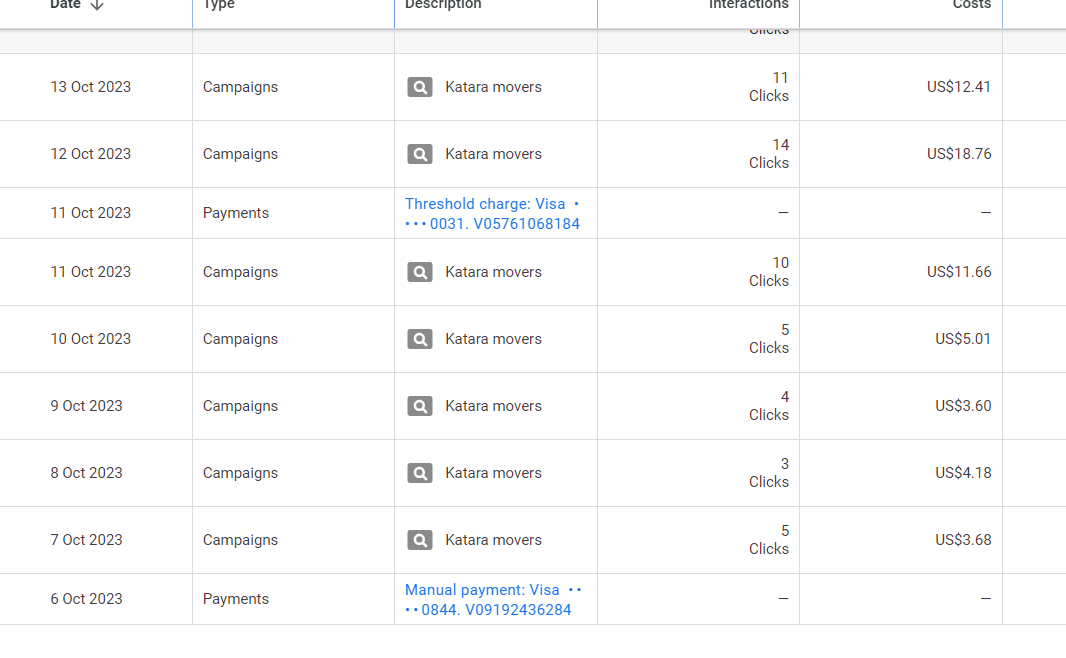 Date Type Description Interactions Costs
Clicks
13 Oct 2023 Campaigns Katara movers 11 Clicks US$12.41
12 Oct 2023 Campaigns Katara movers 14 Clicks US$18.76
11 Oct 2023 Payments Threshold charge: Visa •
••• 0031. V05761068184 — —
11 Oct 2023 Campaigns Katara movers 10 Clicks US$11.66
10 Oct 2023 Campaigns Katara movers 5 Clicks US$5.01
9 Oct 2023 Campaigns Katara movers 4 Clicks US$3.60
8 Oct 2023 Campaigns Katara movers 3 Clicks US$4.18
7 Oct 2023 Campaigns Katara movers 5 Clicks US$3.68
6 Oct 2023 Payments Manual payment: Visa ••
•• 0844. V09192436284 — —